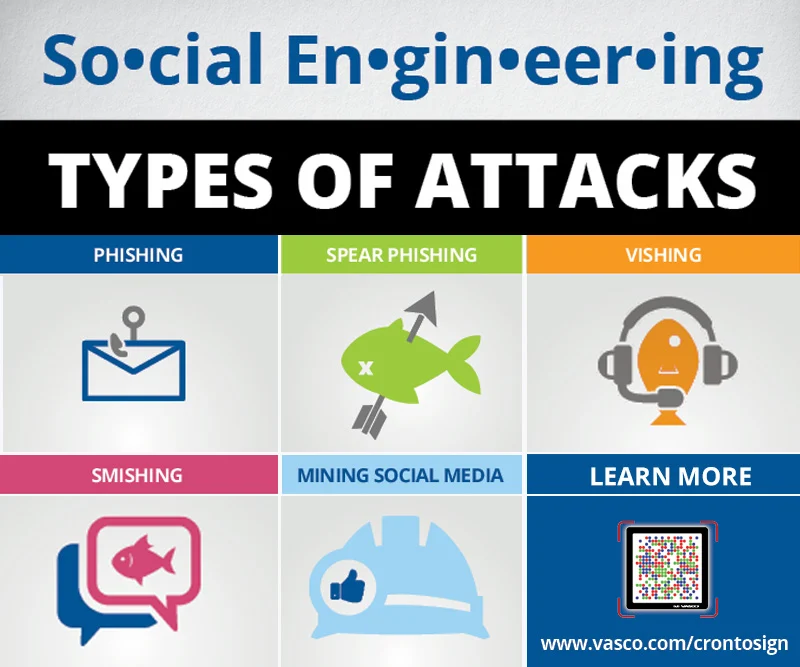 So•cial En•gin•eer•ing
TYPES OF ATTACKS
PHISHING
SPEAR PHISHING
VISHING
SMISHING
MINING SOCIAL MEDIA
LEARN MORE
VASCO
www.vasco.com/crontosign